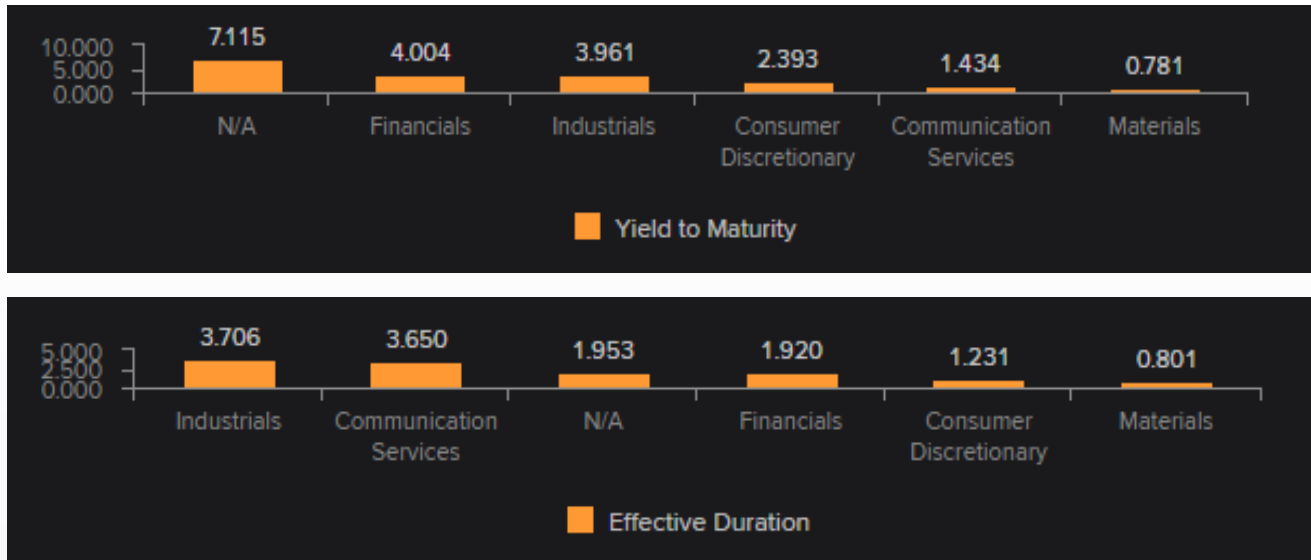 10.000
5.000
0.000
7.115
4.004
3.961
2.393
1.434
0.781
N/A
Financials
Industrials
Consumer
Discretionary
Communication
Services
Materials
Yield to Maturity
5.000
2.500
0.000
3.706
3.650
1.953
1.920
1.231
0.801
Industrials
Communication
Services
N/A
Financials
Consumer
Discretionary
Materials
Effective Duration